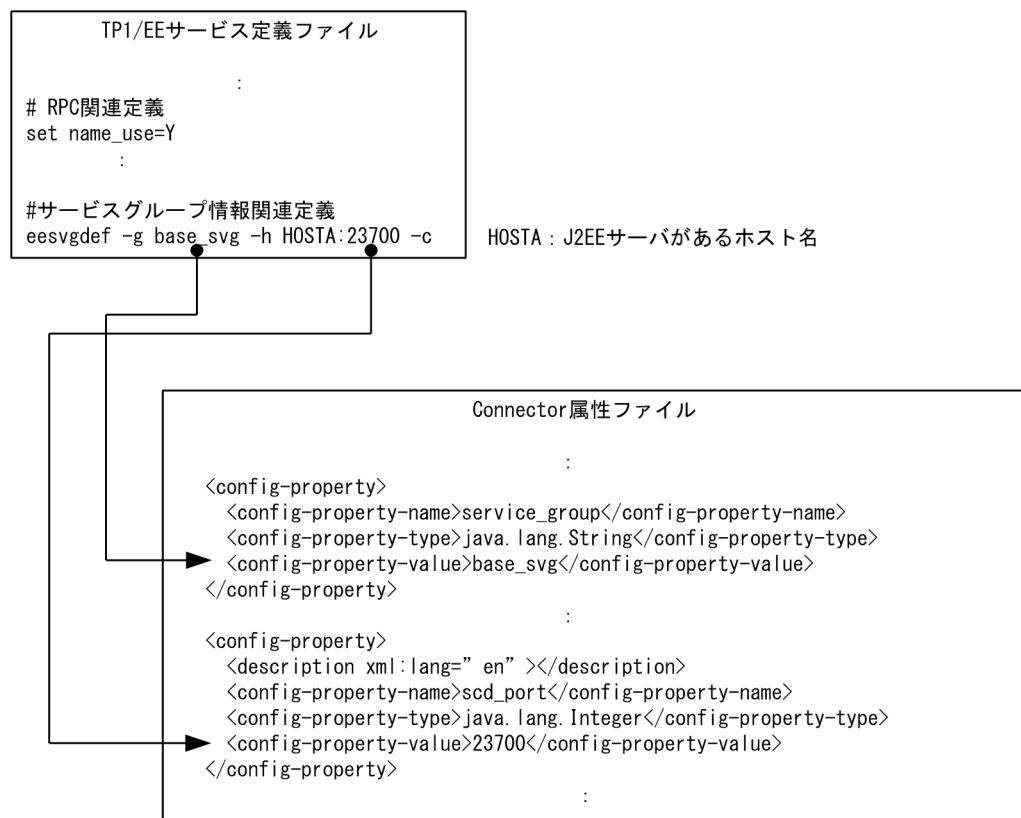 TP1/EEサービス定義ファイル
:
# RPC関連定義
set name_use=Y
:
#サービスグループ情報関連定義
eesvgdef -g base_svg -h HOSTA:23700 -c
HOSTA：J2EEサーバがあるホスト名
Connector属性ファイル
:
<config-property>
<config-property-name>service_group</config-property-name>
<config-property-type>java.lang.String</config-property-type>
<config-property-value>base_svg</config-property-value>
</config-property>
:
<config-property>
<description xml:lang=”en”></description>
<config-property-name>scd_port</config-property-name>
<config-property-type>java.lang.Integer</config-property-type>
<config-property-value>23700</config-property-value>
</config-property>
: